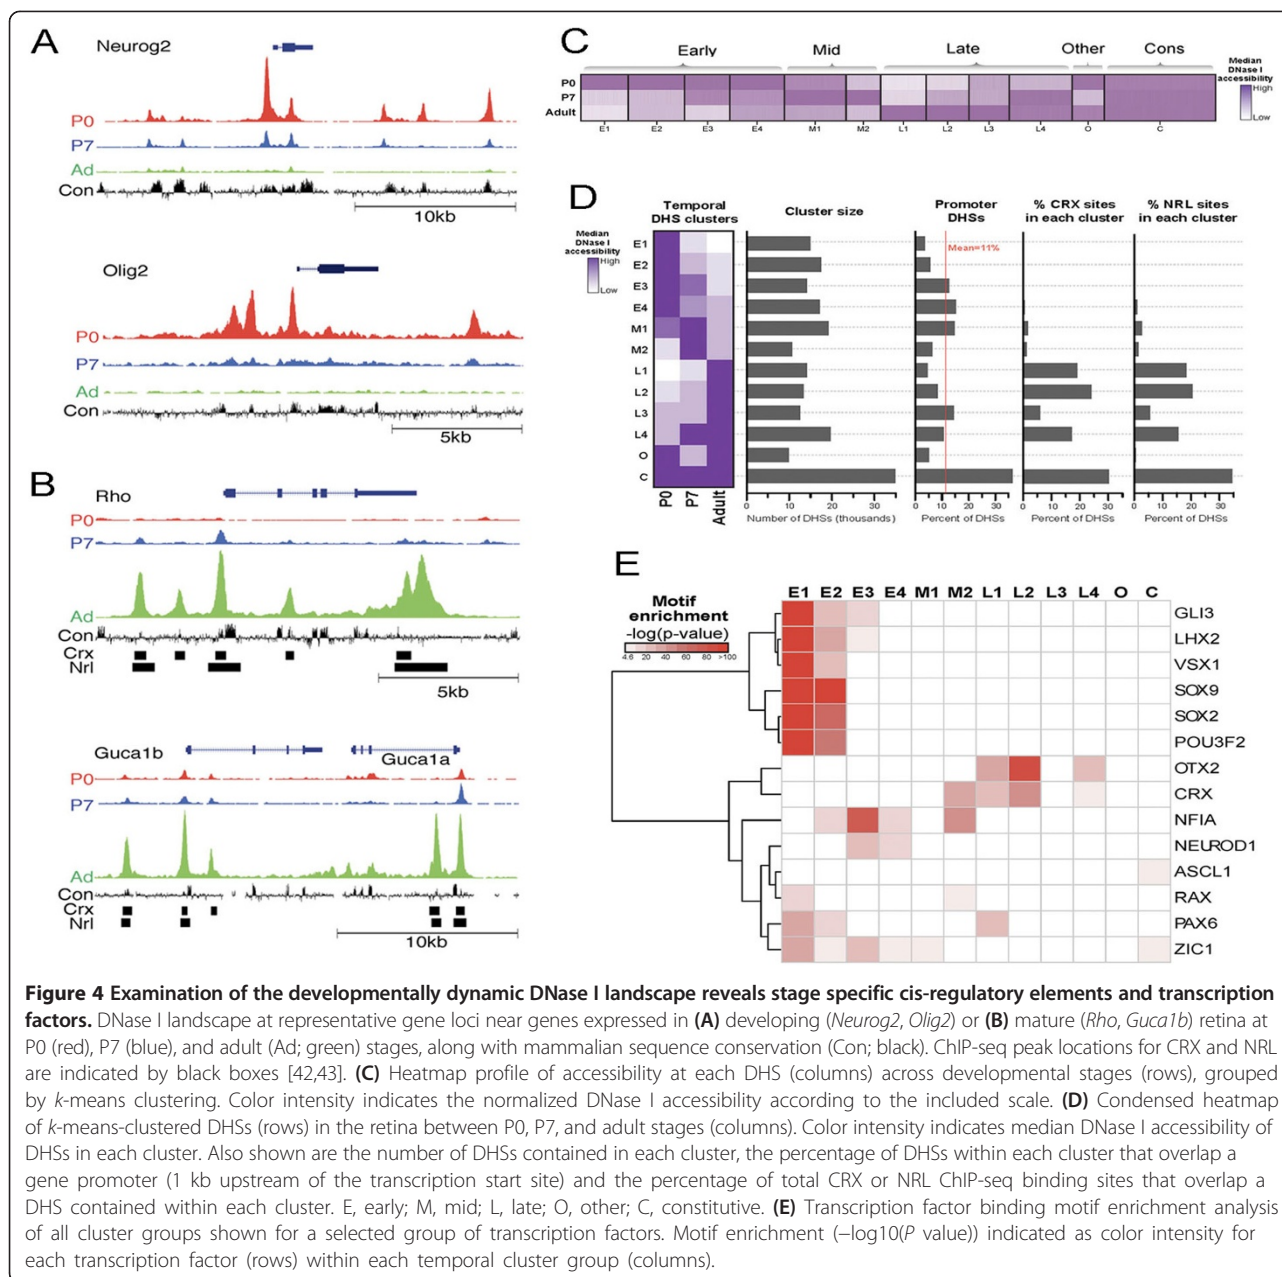 A
Neurog2
P0
P7
Ad
Con
10kb
Olig2
P0
P7
Ad
Con
5kb
B
Rho
P0
P7
Ad
Con
Crx
Nrl
5kb
Guca1b
Guca1a
P0
P7
Ad
Con
Crx
Nrl
10kb
C
Early Mid Late Other Cons
P0
P7
Adult
E1 E2 E3 E4 M1 M2 L1 L2 L3 L4 O C
Median
DNase I
accessibility
High
Low
D
Median
DNase I
accessibility
High
Low
Temporal
DHS clusters
Cluster size
Promoter
DHSs
% CRX sites
in each cluster
% NRL sites
in each cluster
Mean=11%
E1
E2
E3
E4
M1
M2
L1
L2
L3
L4
O
C
P0 P7 Adult
0 10 20 30
Number of DHSs (thousands)
0 10 20 30
Percent of DHSs
0 10 20 30
Percent of DHSs
0 10 20 30
Percent of DHSs
E
Motif
enrichment
-log(p-value)
4.6 20 40 60 80 >100
E1 E2 E3 E4 M1 M2 L1 L2 L3 L4 O C
GLI3
LHX2
VSX1
SOX9
SOX2
POU3F2
OTX2
CRX
NFIA
NEUROD1
ASCL1
RAX
PAX6
ZIC1
Figure 4 Examination of the developmentally dynamic DNase I landscape reveals stage specific cis-regulatory elements and transcription
factors. DNase I landscape at representative gene loci near genes expressed in (A) developing (Neurog2, Olig2) or (B) mature (Rho, Guca1b) retina at
P0 (red), P7 (blue), and adult (Ad; green) stages, along with mammalian sequence conservation (Con; black). ChIP-seq peak locations for CRX and NRL
are indicated by black boxes [42,43]. (C) Heatmap profile of accessibility at each DHS (columns) across developmental stages (rows), grouped
by k-means clustering. Color intensity indicates the normalized DNase I accessibility according to the included scale. (D) Condensed heatmap
of k-means-clustered DHSs (rows) in the retina between P0, P7, and adult stages (columns). Color intensity indicates median DNase I accessibility of
DHSs in each cluster. Also shown are the number of DHSs contained in each cluster, the percentage of DHSs within each cluster that overlap a
gene promoter (1 kb upstream of the transcription start site) and the percentage of total CRX or NRL ChIP-seq binding sites that overlap a
DHS contained within each cluster. E, early; M, mid; L, late; O, other; C, constitutive. (E) Transcription factor binding motif enrichment analysis
of all cluster groups shown for a selected group of transcription factors. Motif enrichment (−log10(P value)) indicated as color intensity for
each transcription factor (rows) within each temporal cluster group (columns).